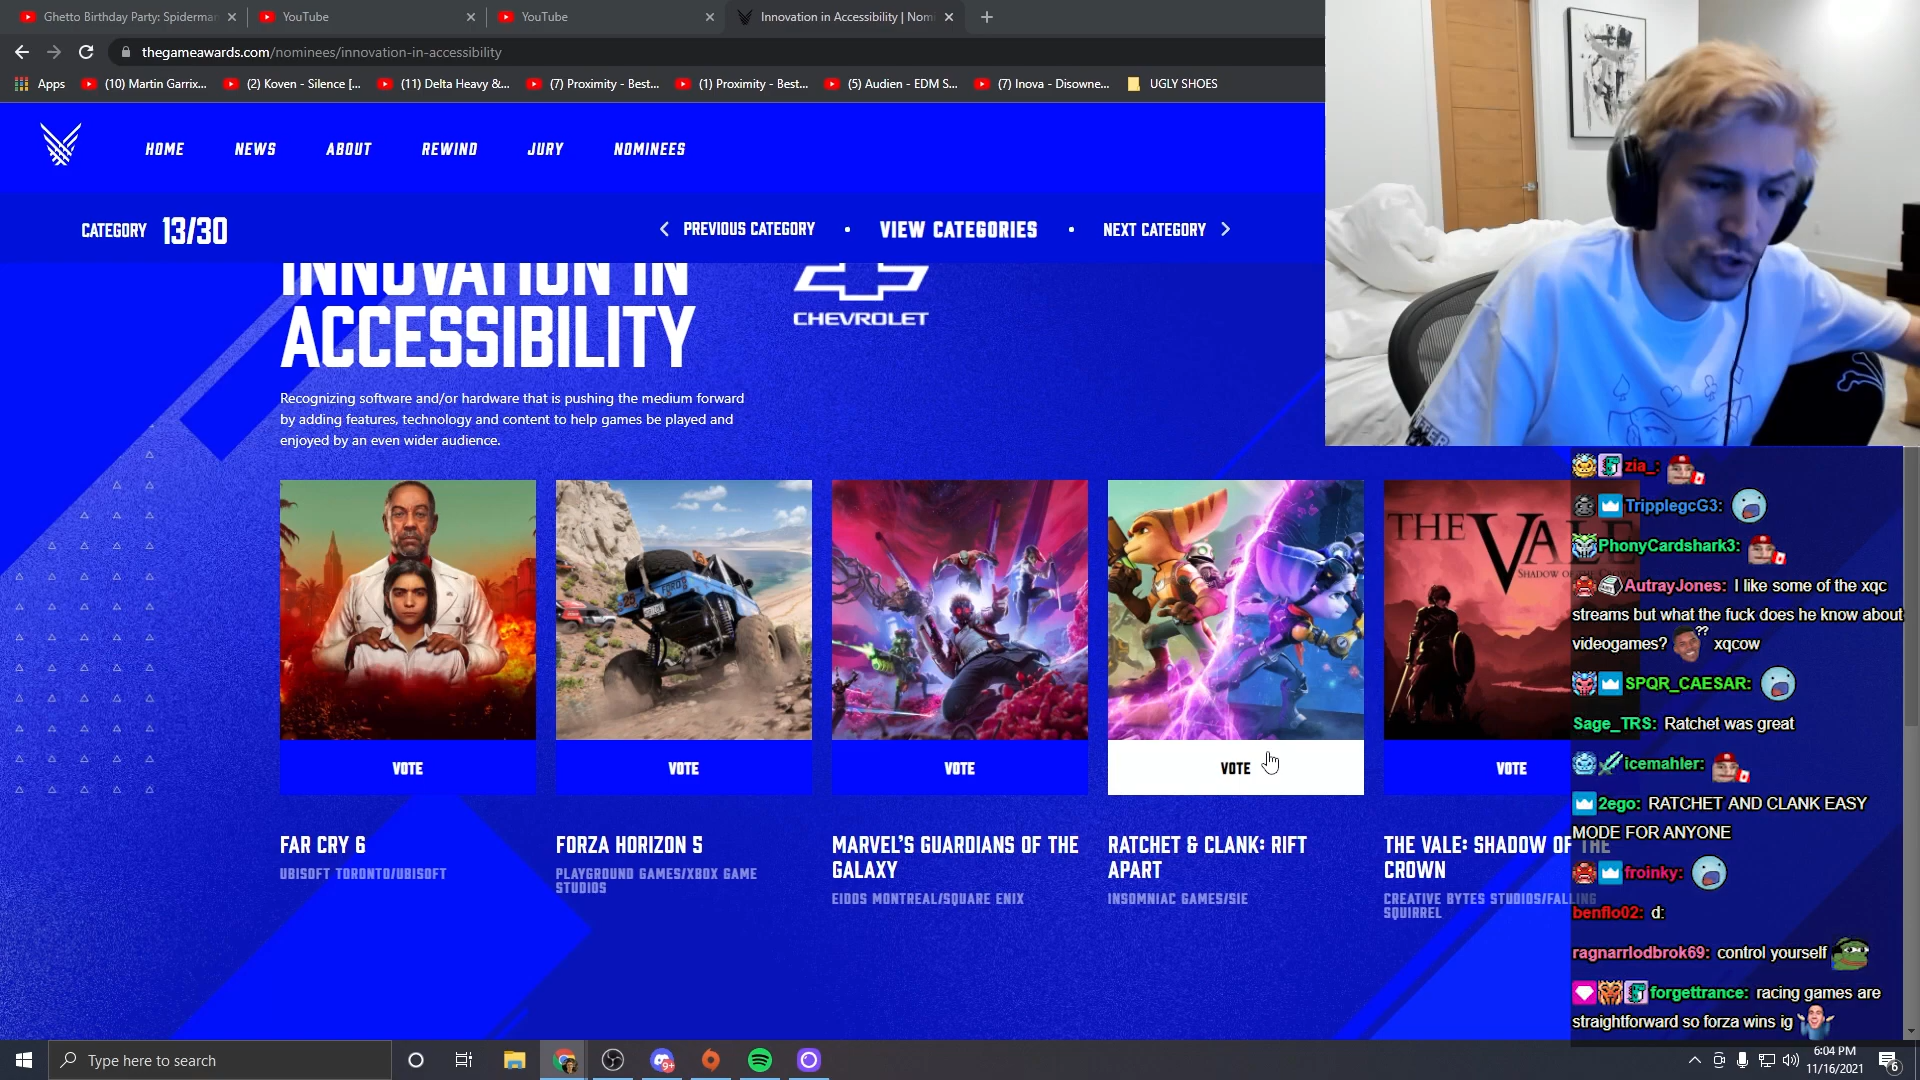 Ghetto Birthday Party: Spiderma
YouTube
YouTube
Innovation in Accessibility | Nomi
thegameawards.com/nominees/innovation-in-accessibility
Apps
(10) Martin Garrix...
(2) Koven - Silence [...
(11) Delta Heavy &...
(7) Proximity - Best...
(1) Proximity - Best...
(5) Audien - EDM S...
(7) Inova - Disowne...
UGLY SHOES
HOME
NEWS
ABOUT
REWIND
JURY
NOMINEES
CATEGORY 13/30
PREVIOUS CATEGORY
VIEW CATEGORIES
NEXT CATEGORY
INNOVATION IN
ACCESSIBILITY
CHEVROLET
Recognizing software and/or hardware that is pushing the medium forward
by adding features, technology and content to help games be played and
enjoyed by an even wider audience.
THE VALE
SHADOW OF THE CROWN
VOTE
VOTE
VOTE
VOTE
VOTE
FAR CRY 6
UBISOFT TORONTO/UBISOFT
FORZA HORIZON 5
PLAYGROUND GAMES/XBOX GAME
STUDIOS
MARVEL'S GUARDIANS OF THE
GALAXY
EIDOS MONTREAL/SQUARE ENIX
RATCHET & CLANK: RIFT
APART
INSOMNIAC GAMES/SIE
THE VALE: SHADOW OF THE
CROWN
CREATIVE BYTES STUDIOS/FALLING
SQUIRREL
zia_:
TripplegcG3:
PhonyCardshark3:
AutrayJones: I like some of the xqc
streams but what the fuck does he know about
videogames? ?? xqcow
SPQR_CAESAR:
Sage_TRS: Ratchet was great
icemahler:
2ego: RATCHET AND CLANK EASY
MODE FOR ANYONE
froinky:
benflo02: d:
ragnarrlodbrok69: control yourself
forgettrance: racing games are
straightforward so forza wins ig
Type here to search
9+
6:04 PM
11/16/2021
6